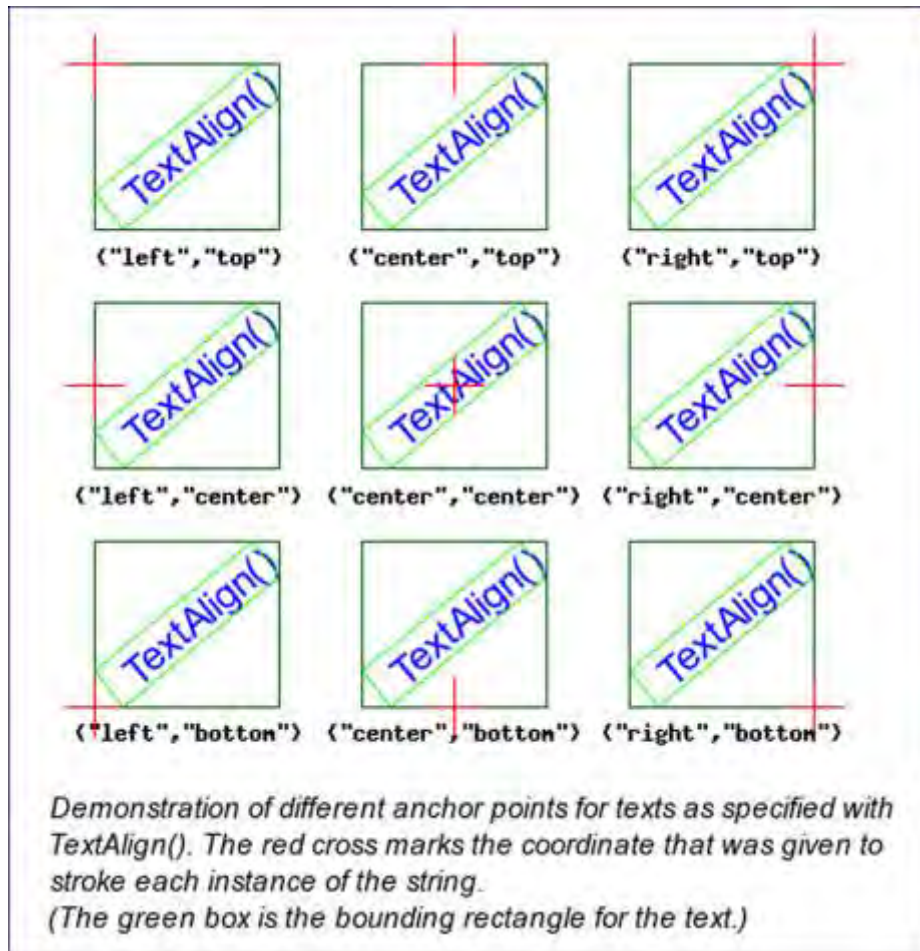 TextAlign() TextAlign() TextAlign()
("left","top") ("center","top") ("right","top")
TextAlign() TextAlign() TextAlign()
("left","center") ("center","center") ("right","center")
TextAlign() TextAlign() TextAlign()
("left","bottom") ("center","bottom") ("right","bottom")
Demonstration of different anchor points for texts as specified with
TextAlign(). The red cross marks the coordinate that was given to
stroke each instance of the string.
(The green box is the bounding rectangle for the text.)